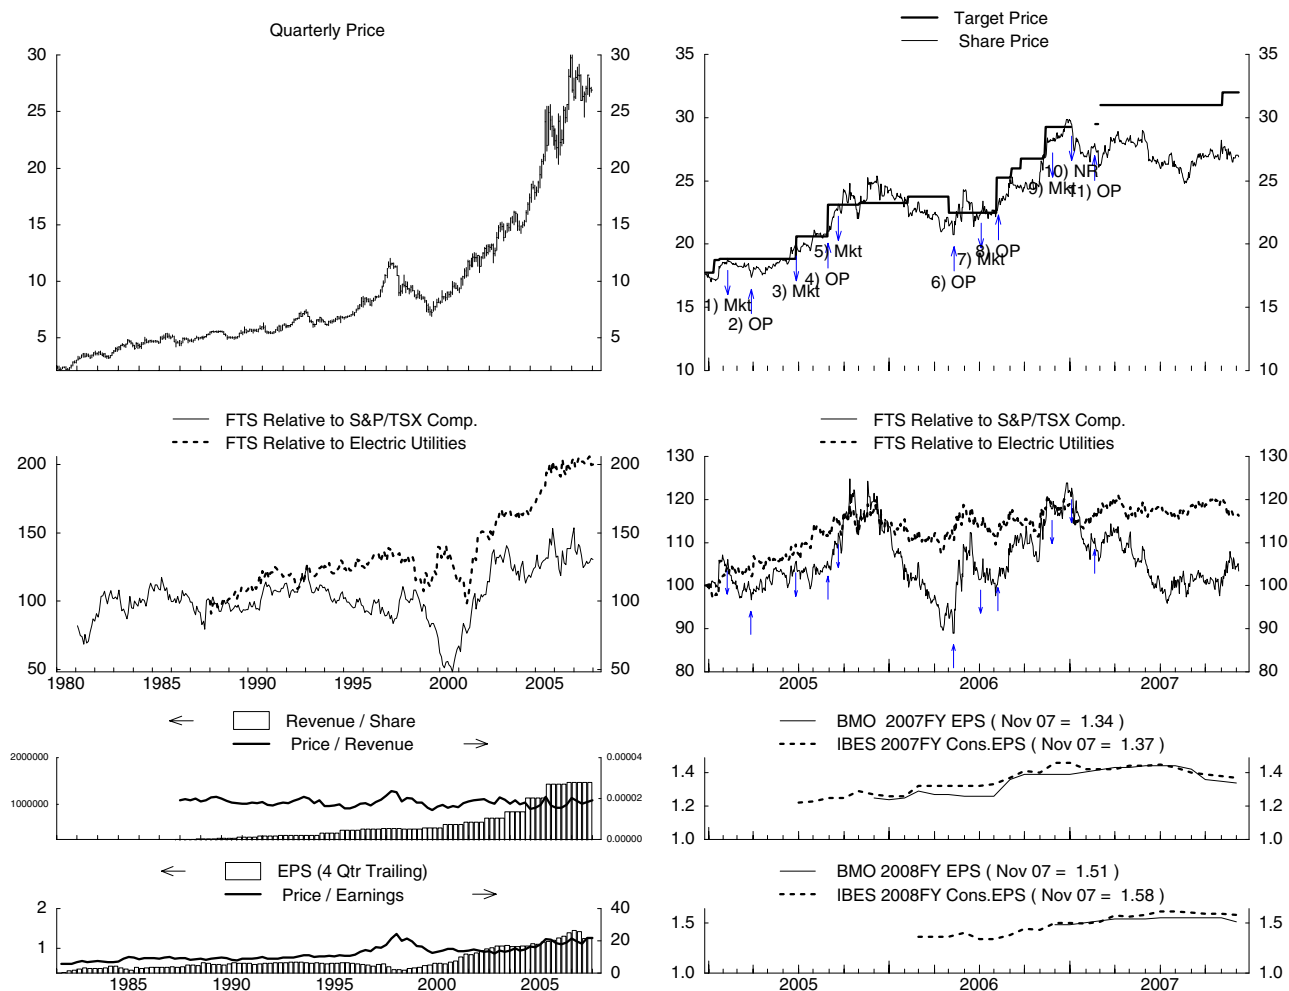 Quarterly Price
30
25
20
15
10
5
30
25
20
15
10
5
Target Price
Share Price
35
30
25
20
15
10
35
30
25
20
15
10
1) Mkt
2) OP
3) Mkt
4) OP
5) Mkt
6) OP
7) Mkt
8) OP
9) Mkt
10) NR
11) OP
FTS Relative to S&P/TSX Comp.
FTS Relative to Electric Utilities
200
150
100
50
200
150
100
50
1980 1985 1990 1995 2000 2005
FTS Relative to S&P/TSX Comp.
FTS Relative to Electric Utilities
130
120
110
100
90
80
130
120
110
100
90
80
2005 2006 2007
Revenue / Share
Price / Revenue
2000000
1000000
0.00004
0.00002
0.00000
BMO 2007FY EPS ( Nov 07 = 1.34 )
IBES 2007FY Cons.EPS ( Nov 07 = 1.37 )
1.4
1.2
1.0
1.4
1.2
1.0
EPS (4 Qtr Trailing)
Price / Earnings
2
1
40
20
0
1985 1990 1995 2000 2005
BMO 2008FY EPS ( Nov 07 = 1.51 )
IBES 2008FY Cons.EPS ( Nov 07 = 1.58 )
1.5
1.0
1.5
1.0
2005 2006 2007